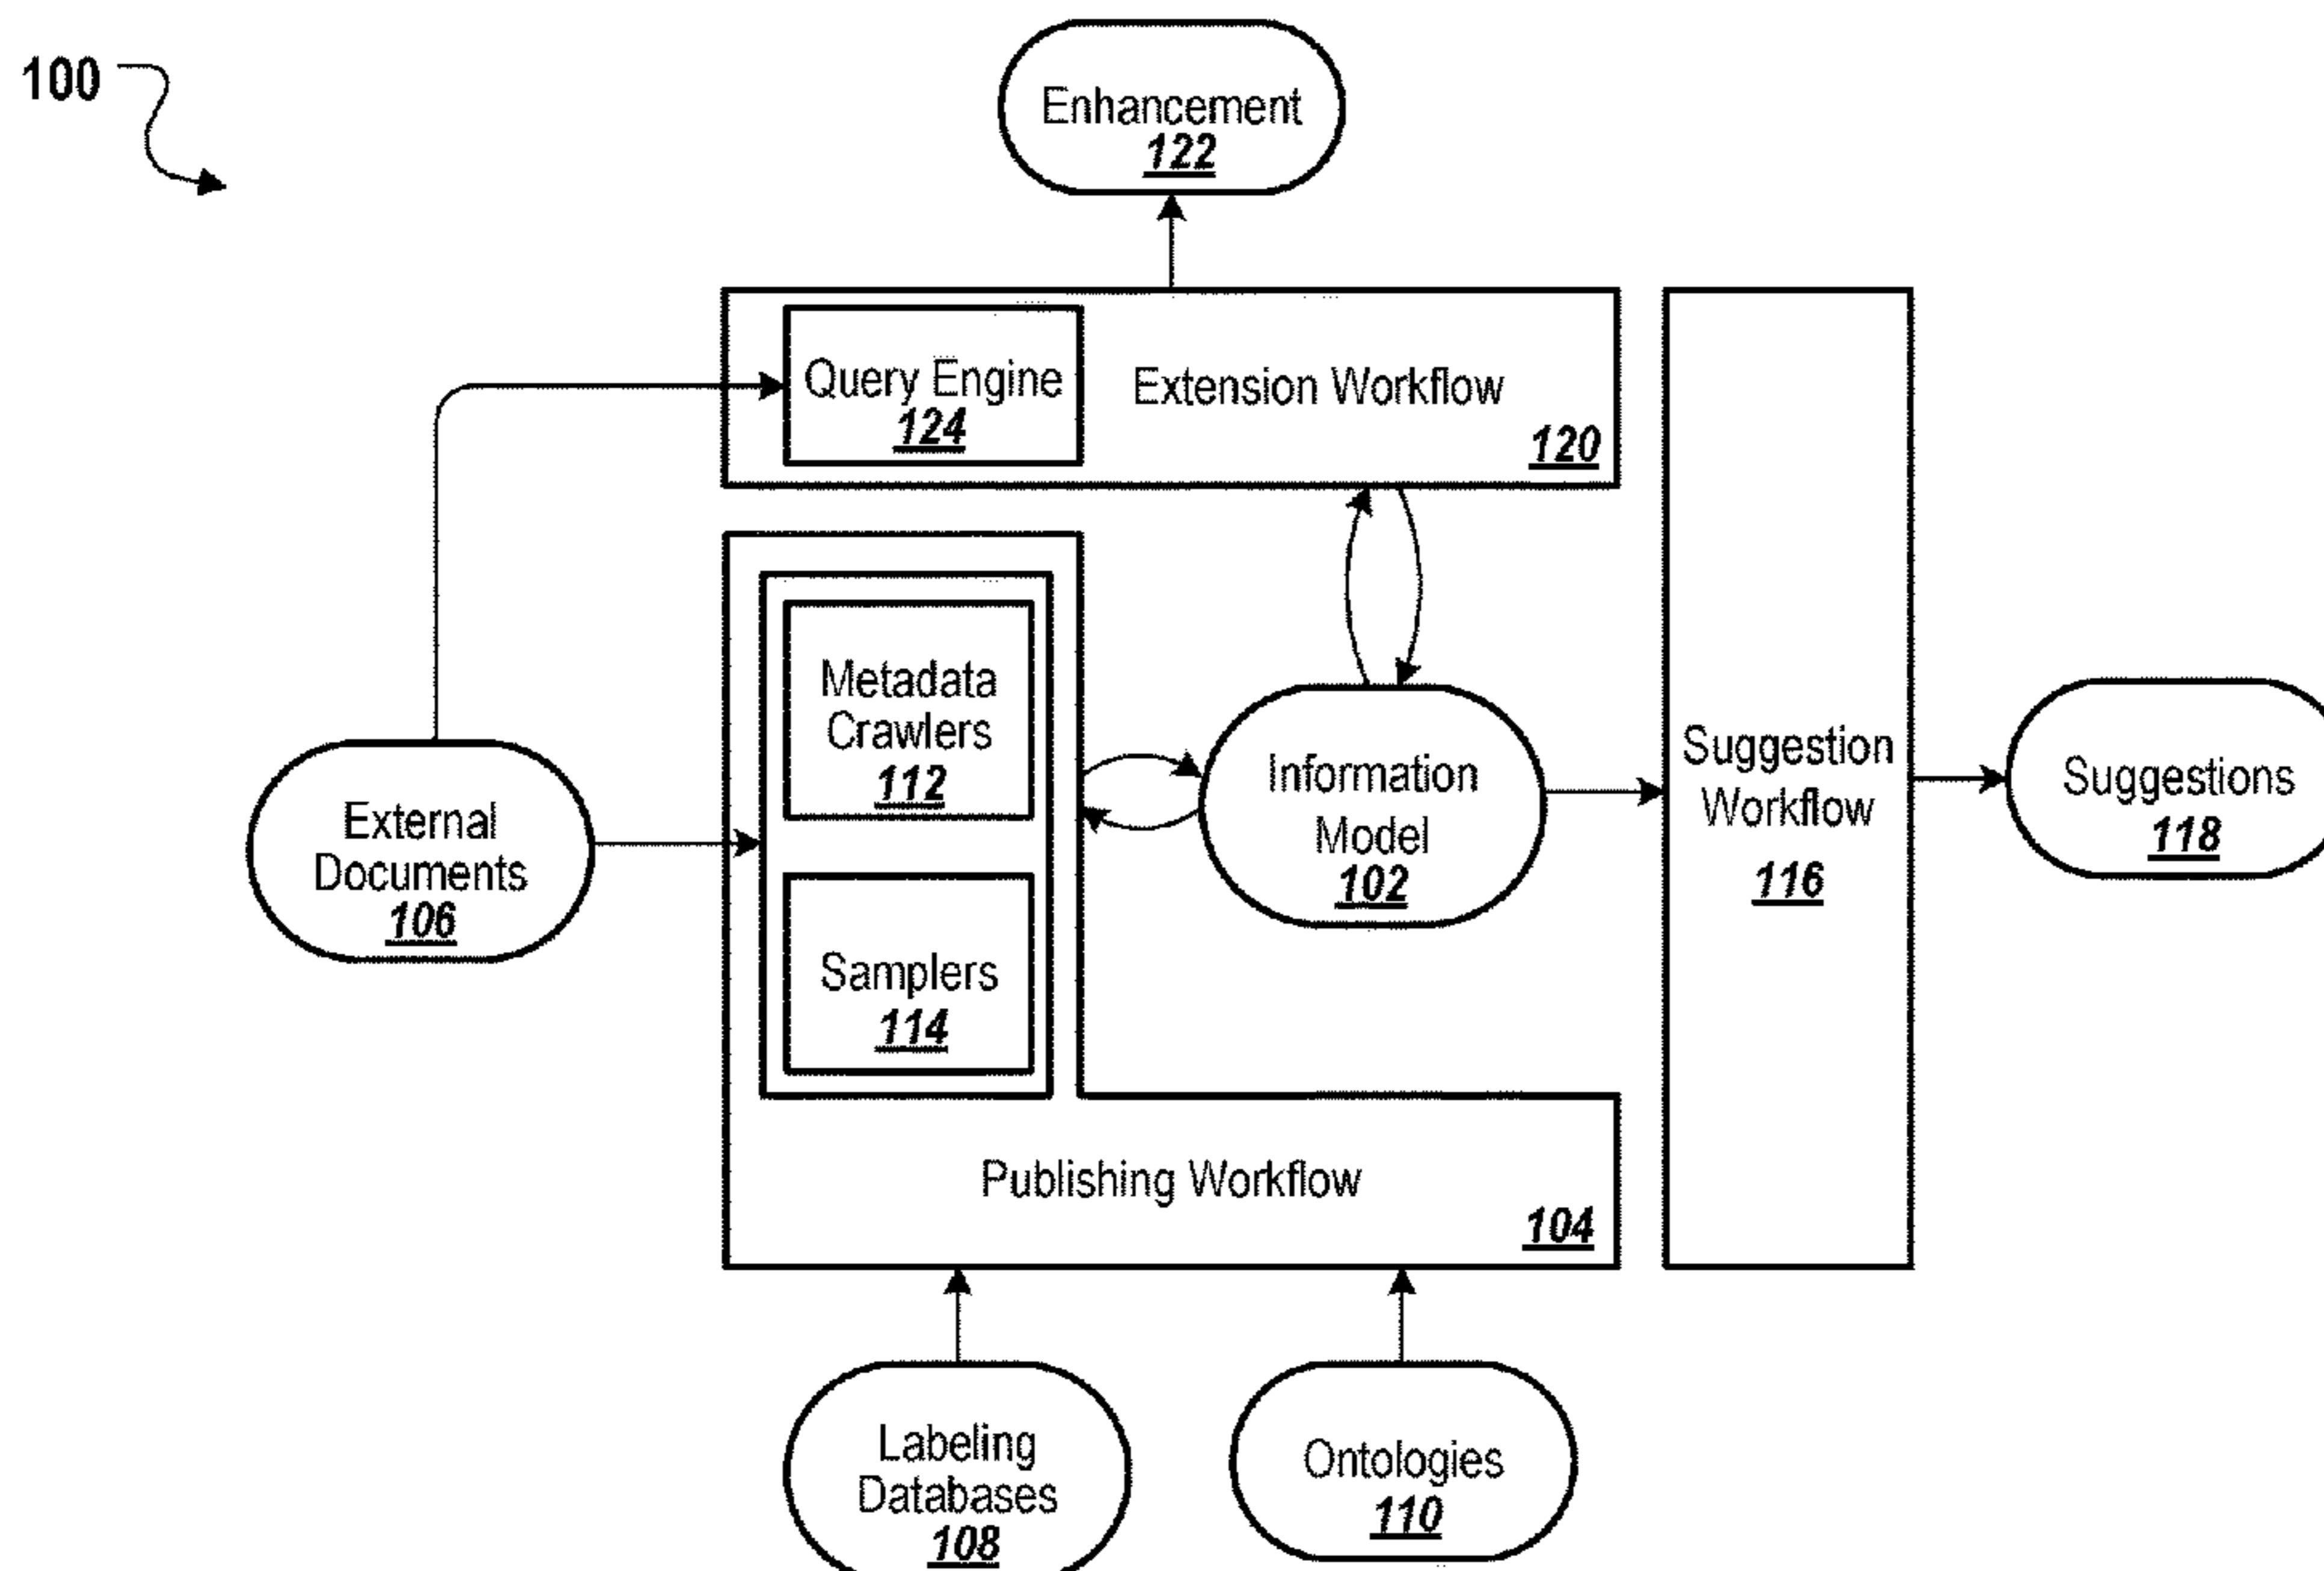 100
Enhancement
122
Query Engine
124
Extension Workflow
120
Metadata
Crawlers
112
Samplers
114
External
Documents
106
Information
Model
102
Suggestion
Workflow
116
Suggestions
118
Publishing Workflow
104
Labeling
Databases
108
Ontologies
110